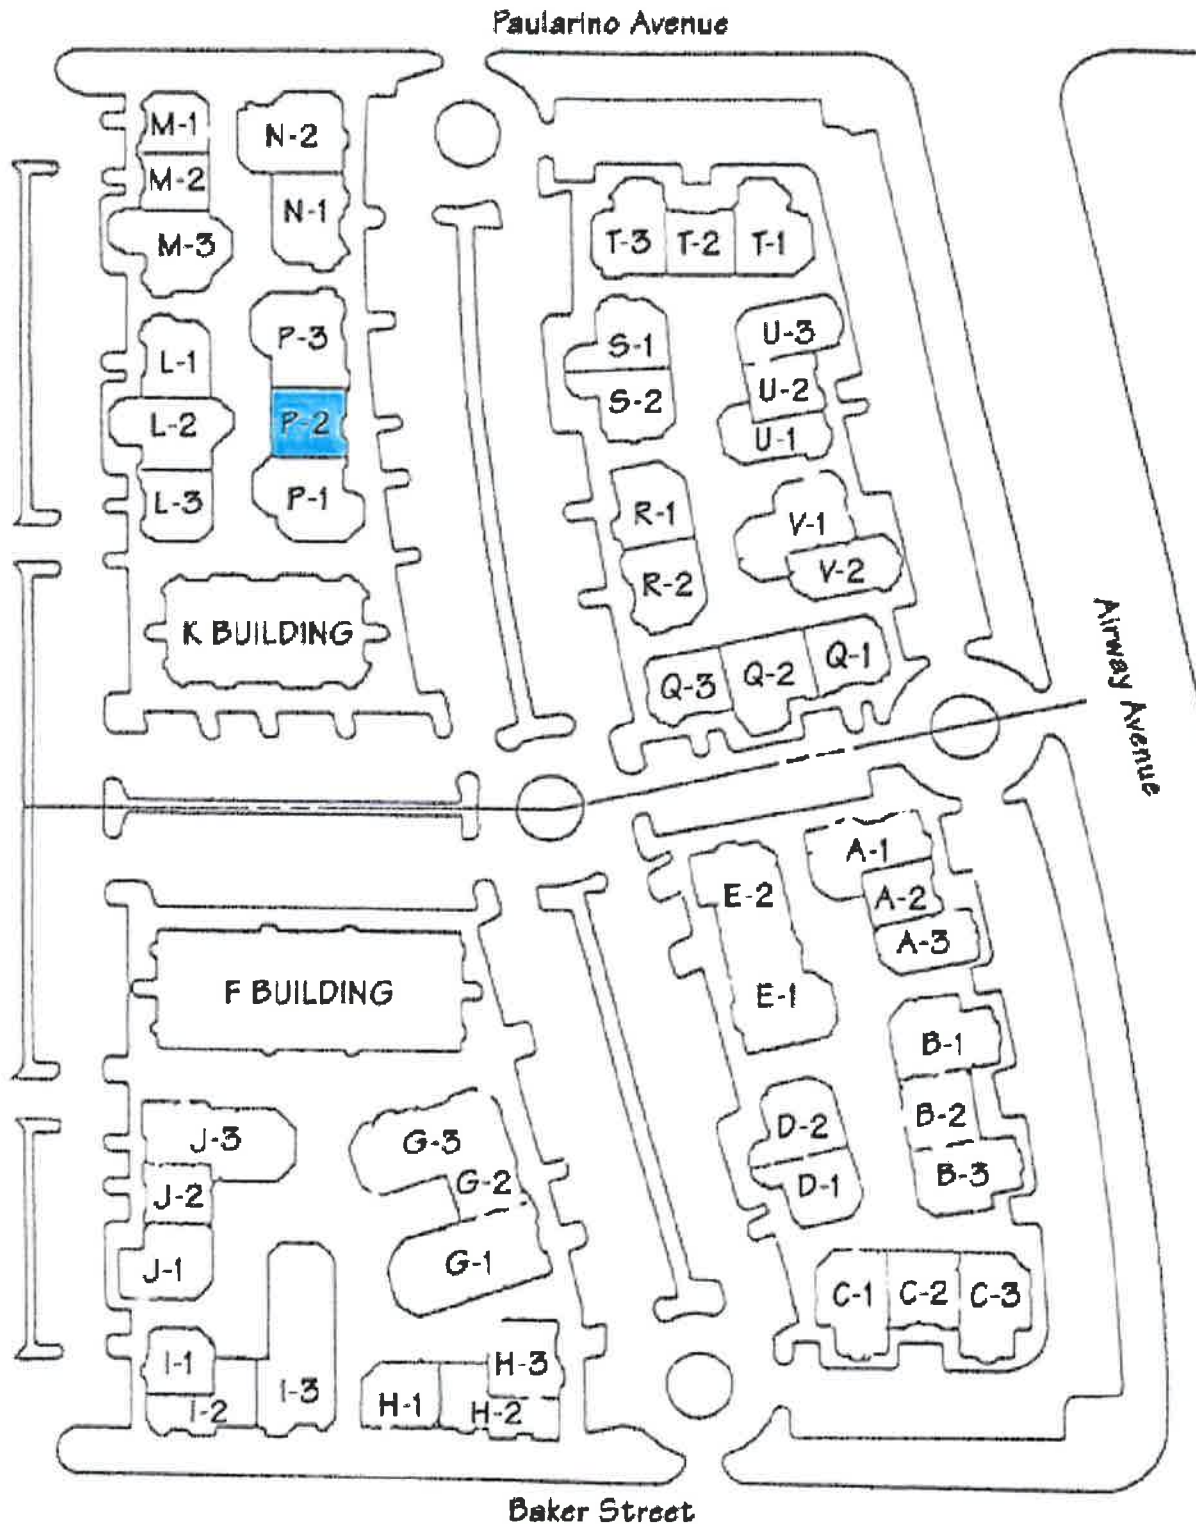 Paularino Avenue
M-1
N-2
M-2
N-1
M-3
T-3
T-2
T-1
P-3
S-1
U-3
L-1
U-2
S-2
L-2
P-2
U-1
L-3
P-1
R-1
V-1
R-2
V-2
K BUILDING
Q-3
Q-2
Q-1
Airway Avenue
A-1
E-2
A-2
A-3
F BUILDING
E-1
B-1
J-3
G-3
D-2
B-2
J-2
G-2
D-1
B-3
J-1
G-1
C-1
C-2
C-3
I-1
H-3
I-3
I-2
H-1
H-2
Baker Street